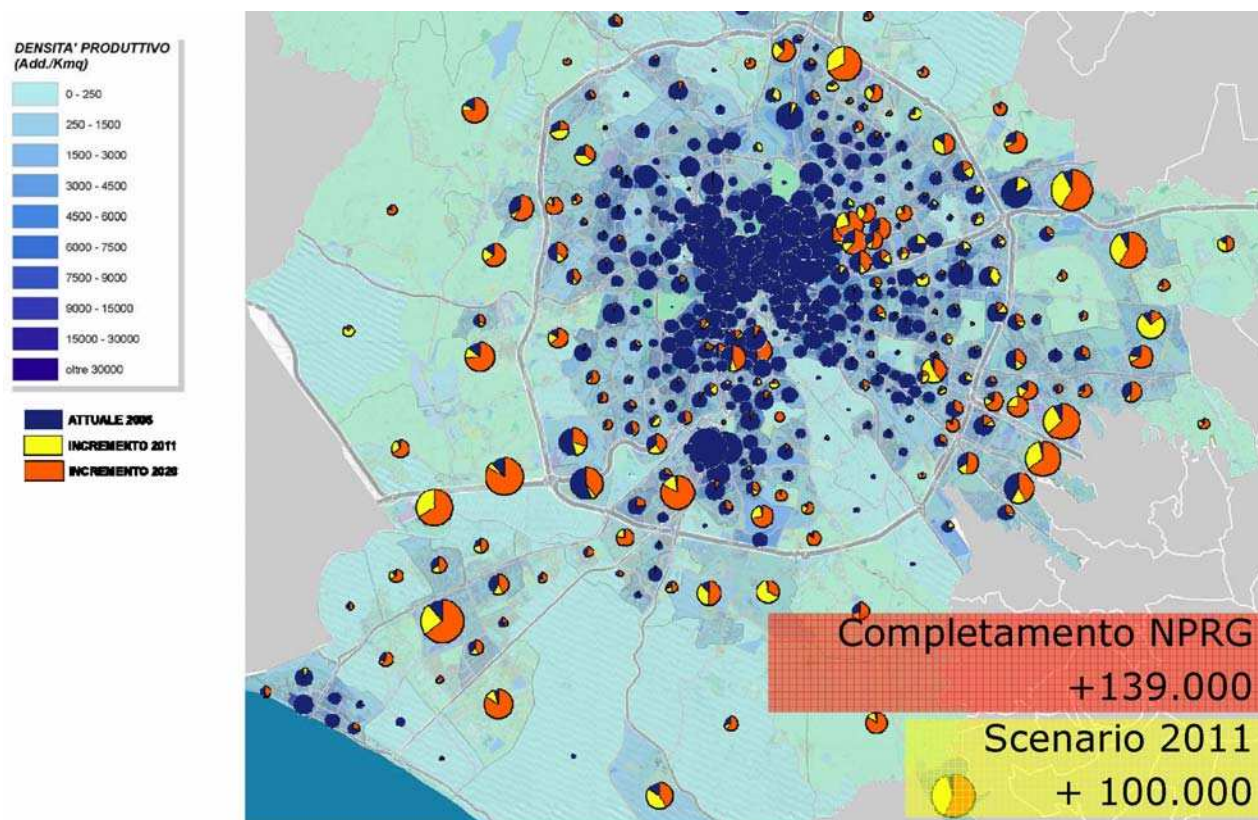 DENSITA' PRODUTTIVO
(Add./Kmq)
0 - 250
250 - 1500
1500 - 3000
3000 - 4500
4500 - 6000
6000 - 7500
7500 - 9000
9000 - 15000
15000 - 30000
oltre 30000
ATTUALE
INCREMENTO 2011
INCREMENTO
Completamento NPRG
+139.000
Scenario 2011
+ 100.000